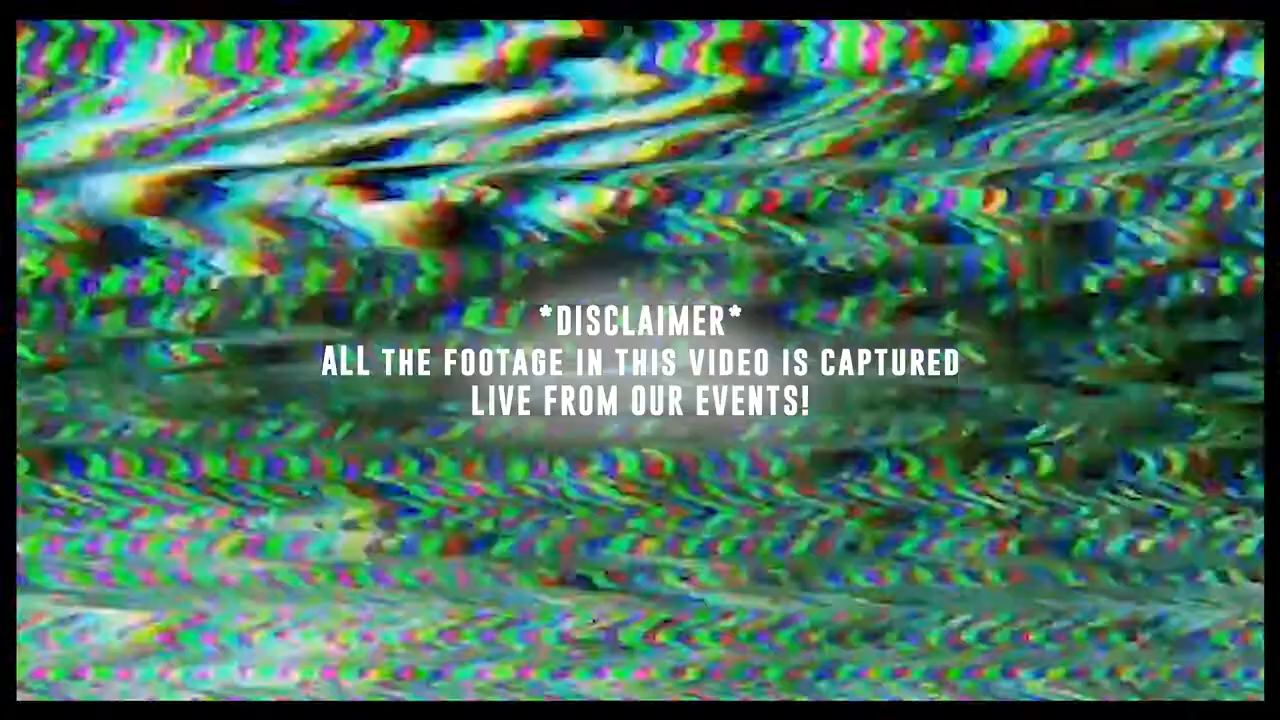 *DISCLAIMER*
ALL THE FOOTAGE IN THIS VIDEO IS CAPTURED
LIVE FROM OUR EVENTS!